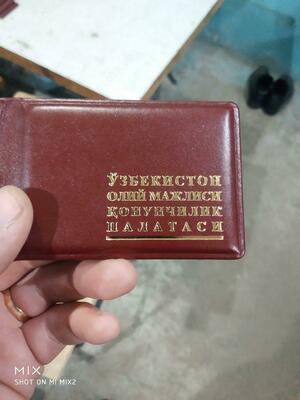 ЎЗБЕКИСТОН
ОЛИЙ МАЖЛИСИ
ҚОНУНЧИЛИК
ПАЛАТАСИ
MIX
SHOT ON MI MIX2